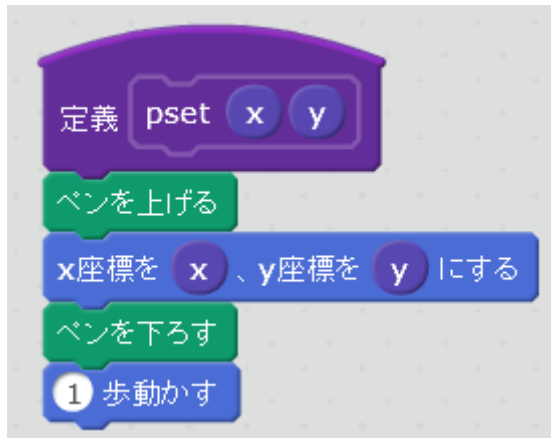 定義 pset x y
ペンを上げる
x座標を x 、y座標を y にする
ペンを下ろす
1 歩動かす